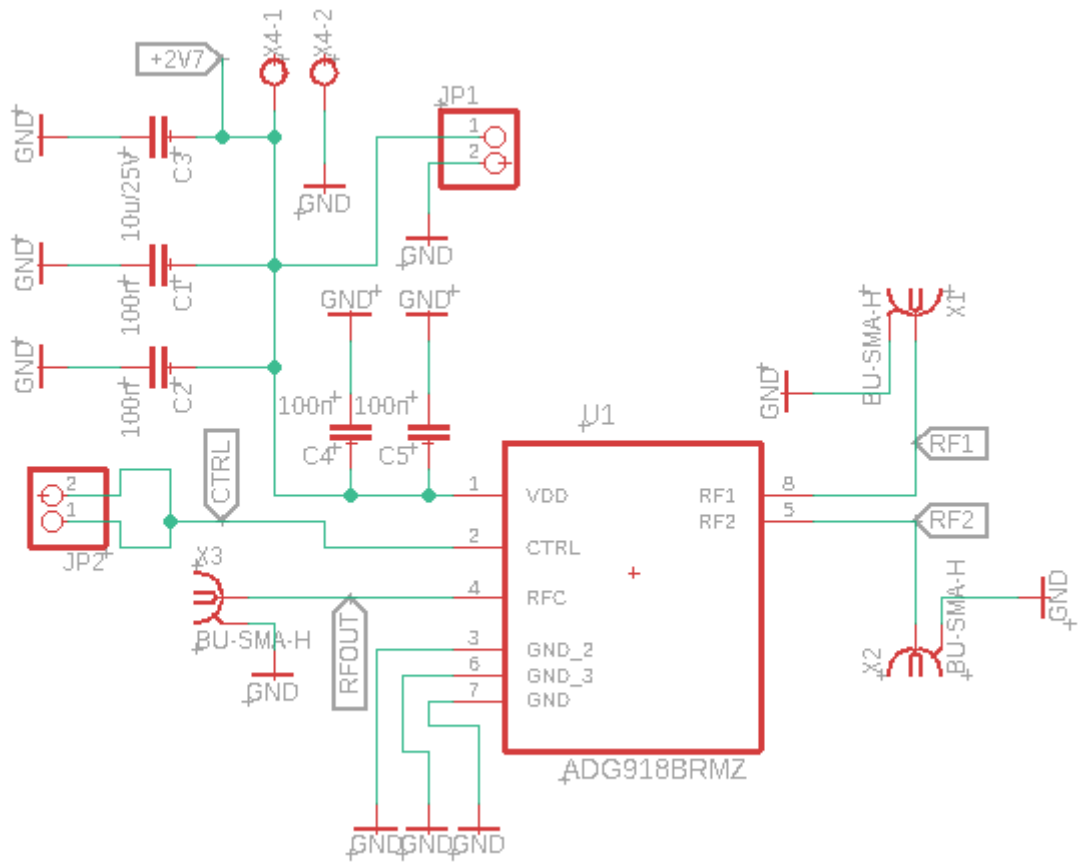 +2V7
X4-1
X4-2
JP1
1
2
GND
10u/25V
C3
GND
GND
GND
100n
C1
GND
GND
GND
100n
C2
100n
100n
C4
C5
BU-SMA-H
X1
GND
U1
RF1
CTRL
2
1
JP2
1
VDD
RF1
8
RF2
5
RF2
2
CTRL
X3
BU-SMA-H
GND
RFOUT
4
RFC
3
GND_2
6
GND_3
7
GND
BU-SMA-H
X2
GND
ADG918BRMZ
GND
GND
GND